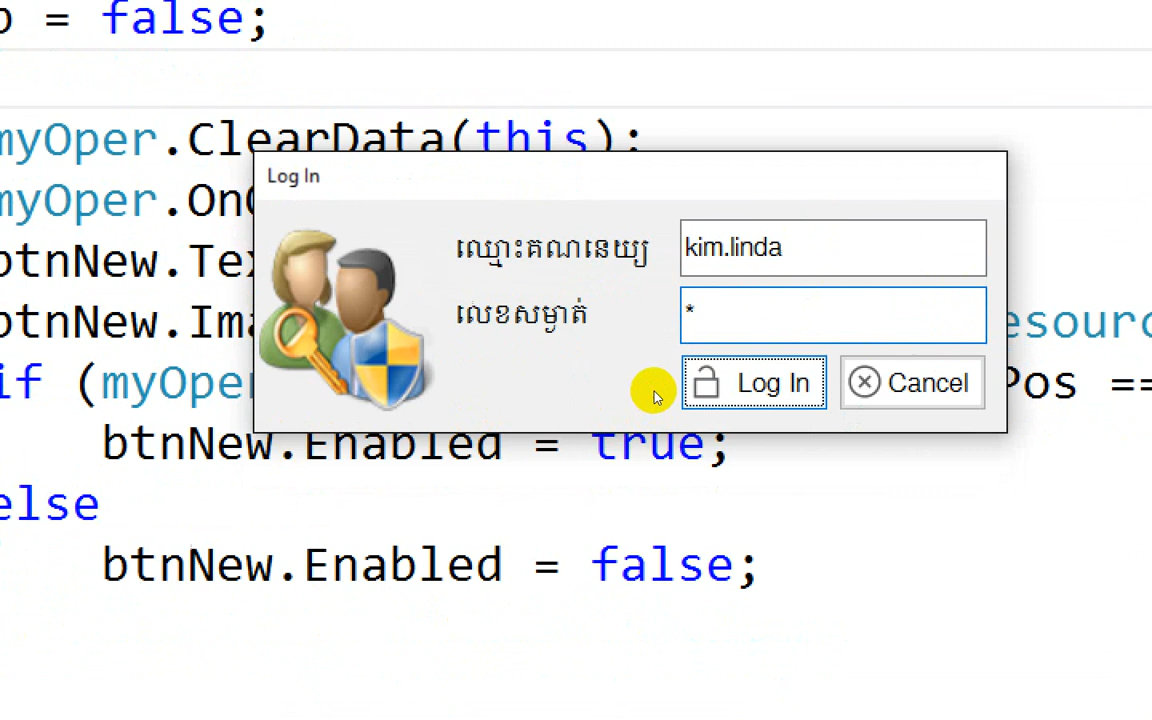 = false;
myOper.ClearData(this);
Log In
myOper.On
ឈ្មោះគណនេយ្យ
kim.linda
btnNew.Te
លេខសម្ងាត់
*
btnNew.Ima
esourc
Log In
Cancel
if (myOper
Pos ==
btnNew.Enabled = true;
else
btnNew.Enabled = false;